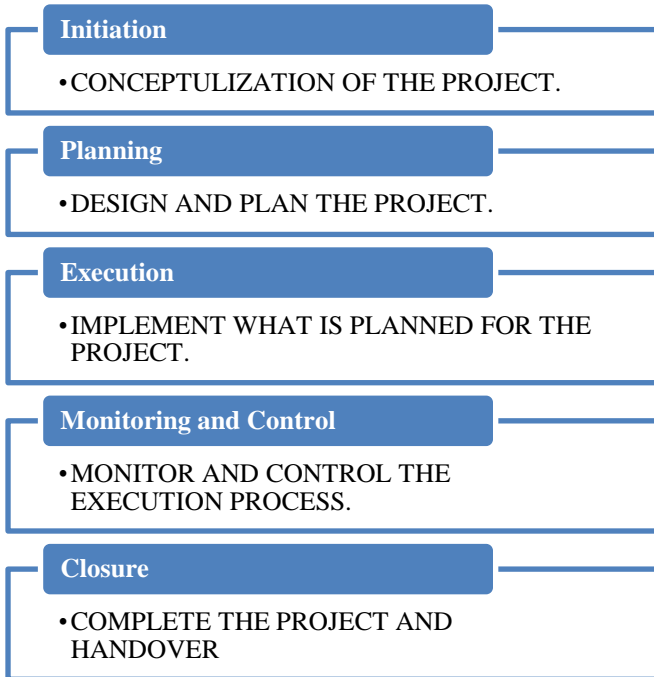 Initiation
•CONCEPTULIZATION OF THE PROJECT.
Planning
•DESIGN AND PLAN THE PROJECT.
Execution
•IMPLEMENT WHAT IS PLANNED FOR THE
PROJECT.
Monitoring and Control
•MONITOR AND CONTROL THE
EXECUTION PROCESS.
Closure
•COMPLETE THE PROJECT AND
HANDOVER